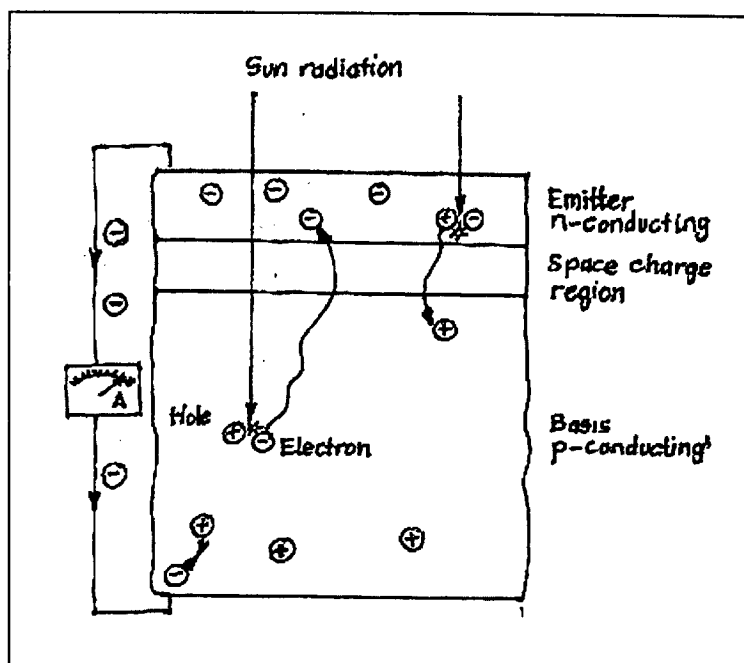 Sun radiation
Emitter
n-conducting
Space charge
region
A
Hole
Electron
Basis
p-conducting